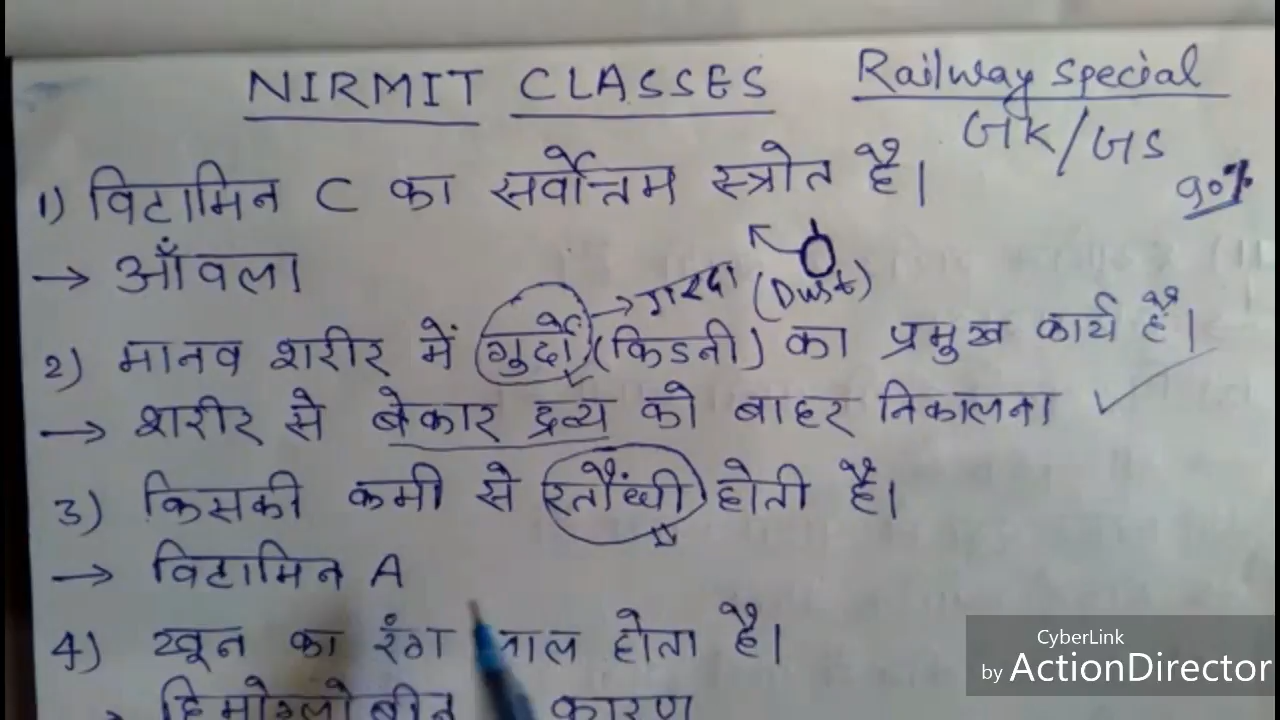 NIRMIT CLASSES Railway special
GK/GS
90%
1) विटामिन C का सर्वोत्तम स्त्रोत है।
→ आँवला
→ गरदा (Dust)
2) मानव शरीर में गुर्दो (किडनी) का प्रमुख कार्य है।
→ शरीर से बेकार द्रव्य को बाहर निकालना ✓
3) किसकी कमी से रतौंधी होती है।
→ विटामिन A
4) खून का रंग लाल होता है।
हिमोग्लोबीन कारण
CyberLink
by ActionDirector